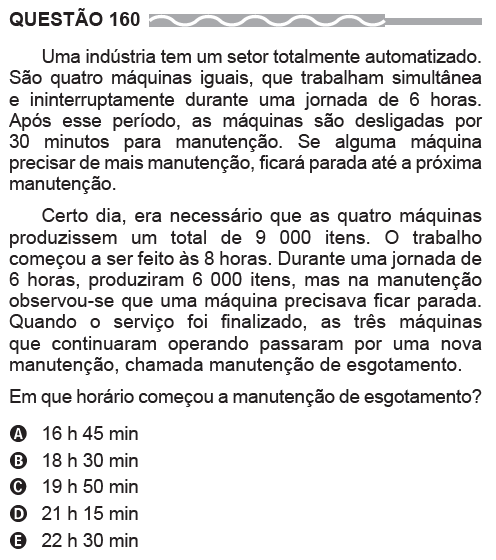 QUESTÃO 160
Uma indústria tem um setor totalmente automatizado.
São quatro máquinas iguais, que trabalham simultânea
e ininterruptamente durante uma jornada de 6 horas.
Após esse período, as máquinas são desligadas por
30 minutos para manutenção. Se alguma máquina
precisar de mais manutenção, ficará parada até a próxima
manutenção.
Certo dia, era necessário que as quatro máquinas
produzissem um total de 9 000 itens. O trabalho
começou a ser feito às 8 horas. Durante uma jornada de
6 horas, produziram 6 000 itens, mas na manutenção
observou-se que uma máquina precisava ficar parada.
Quando o serviço foi finalizado, as três máquinas
que continuaram operando passaram por uma nova
manutenção, chamada manutenção de esgotamento.
Em que horário começou a manutenção de esgotamento?
A 16 h 45 min
B 18 h 30 min
C 19 h 50 min
D 21 h 15 min
E 22 h 30 min